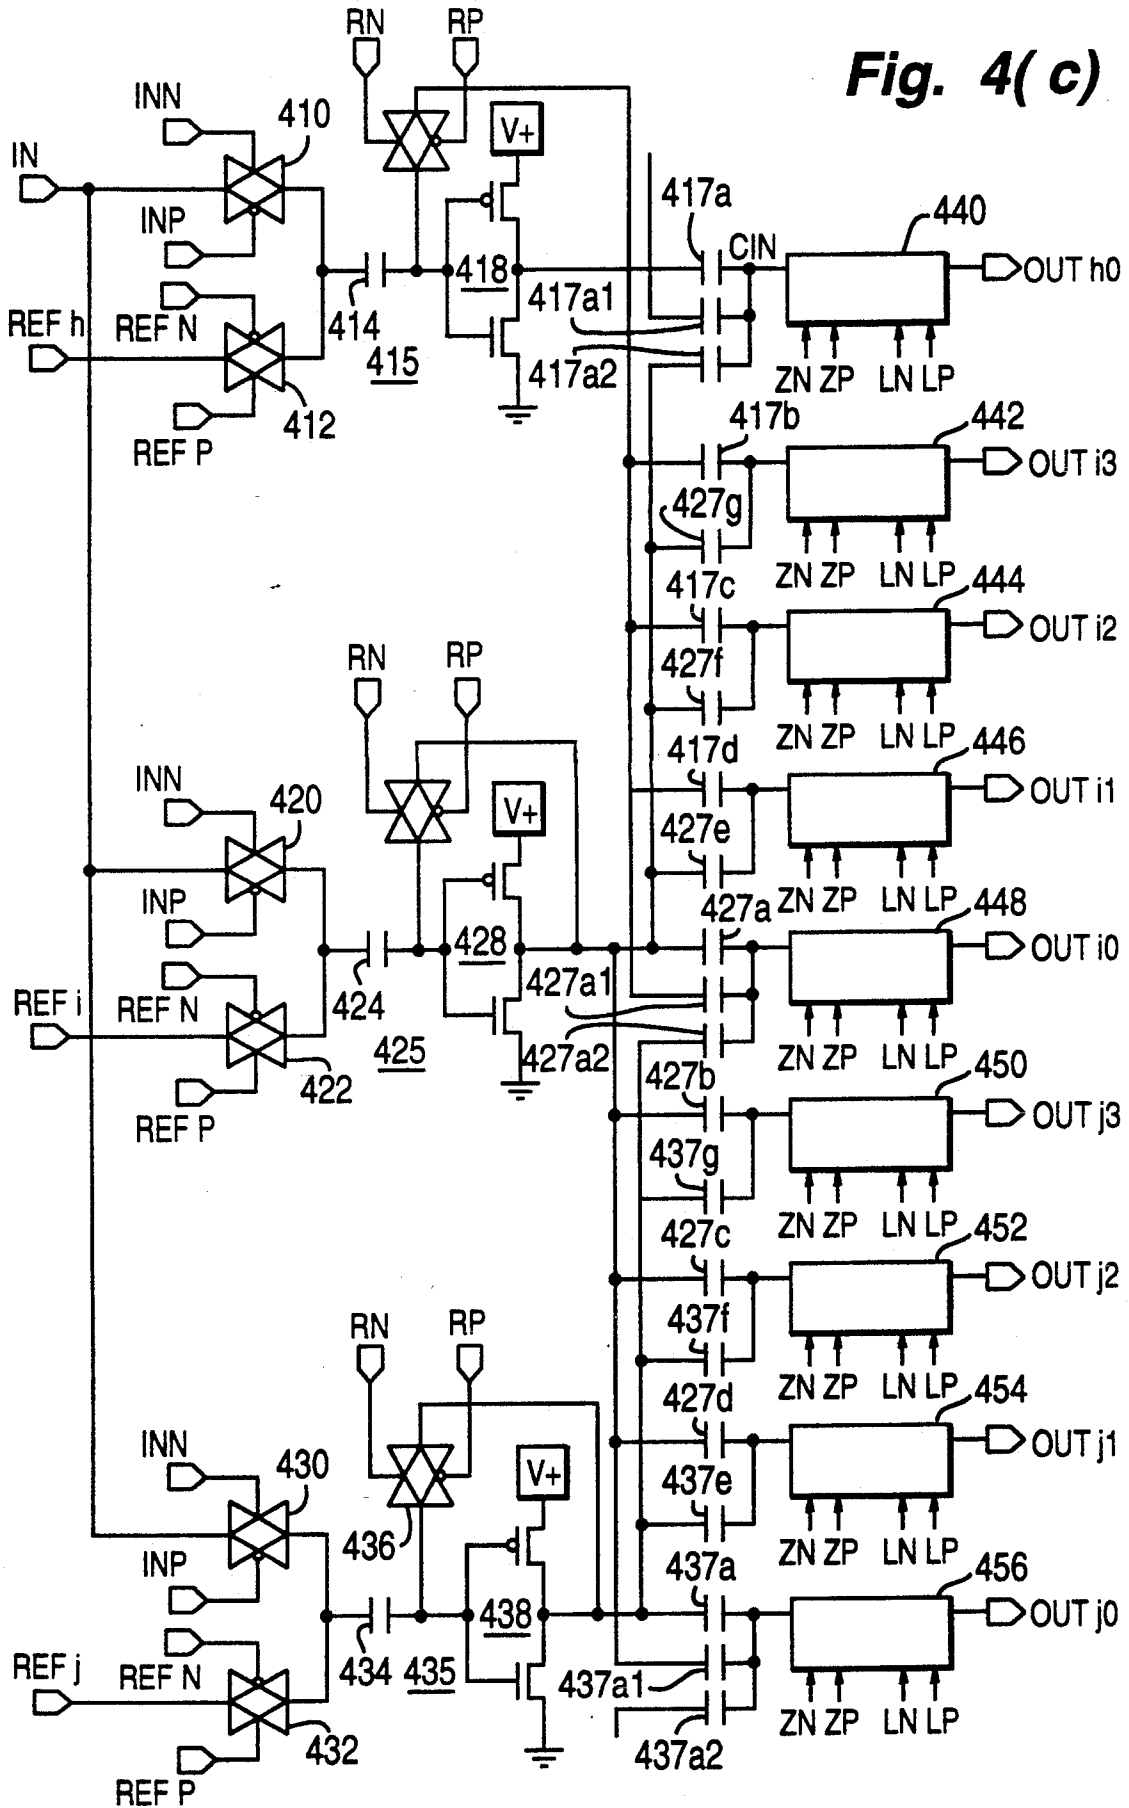 Fig. 4(c)
RN
RP
INN
410
IN
V+
INP
417a
440
CIN
418
OUT h0
REF N
REF h
414
417a1
415
417a2
ZN ZP LN LP
412
REF P
417b
442
OUT i3
427g
ZN ZP LN LP
417c
444
OUT i2
427f
RN
RP
ZN ZP LN LP
417d
446
INN
420
V+
OUT i1
427e
INP
ZN ZP LN LP
427a
448
428
OUT i0
REF N
REF i
424
427a1
425
427a2
ZN ZP LN LP
422
427b
450
REF P
OUT j3
437g
ZN ZP LN LP
427c
452
OUT j2
RN
RP
437f
ZN ZP LN LP
427d
454
INN
430
V+
OUT j1
437e
436
INP
ZN ZP LN LP
437a
456
438
OUT j0
REF j
REF N
434
435
437a1
ZN ZP LN LP
432
437a2
REF P